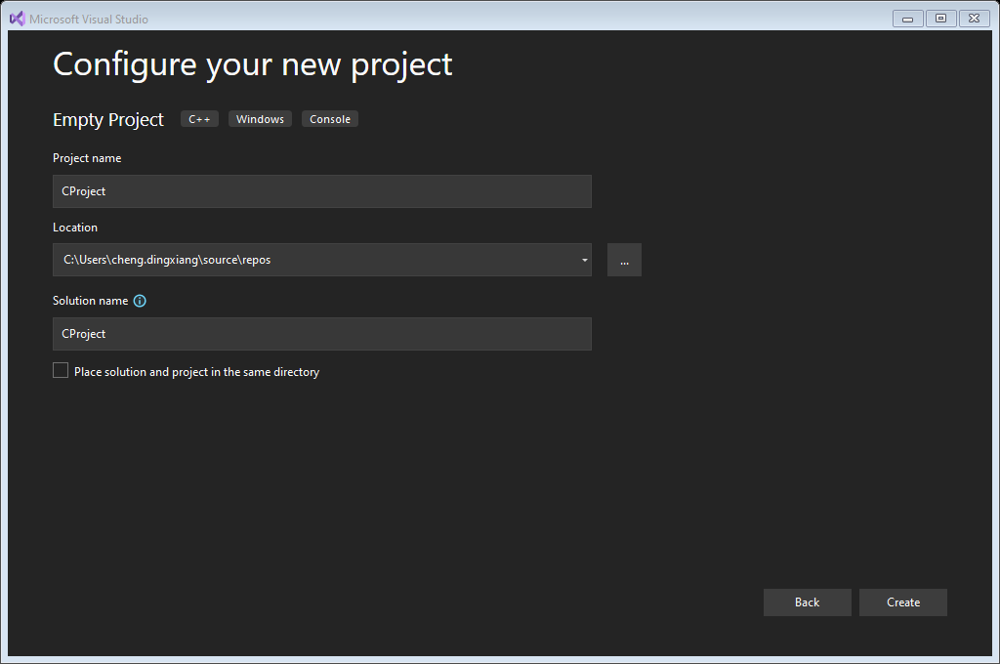 Microsoft Visual Studio
Configure your new project
Empty Project C++ Windows Console
Project name
CProject
Location
C:\Users\cheng.dingxiang\source\repos
...
Solution name
CProject
Place solution and project in the same directory
Back Create